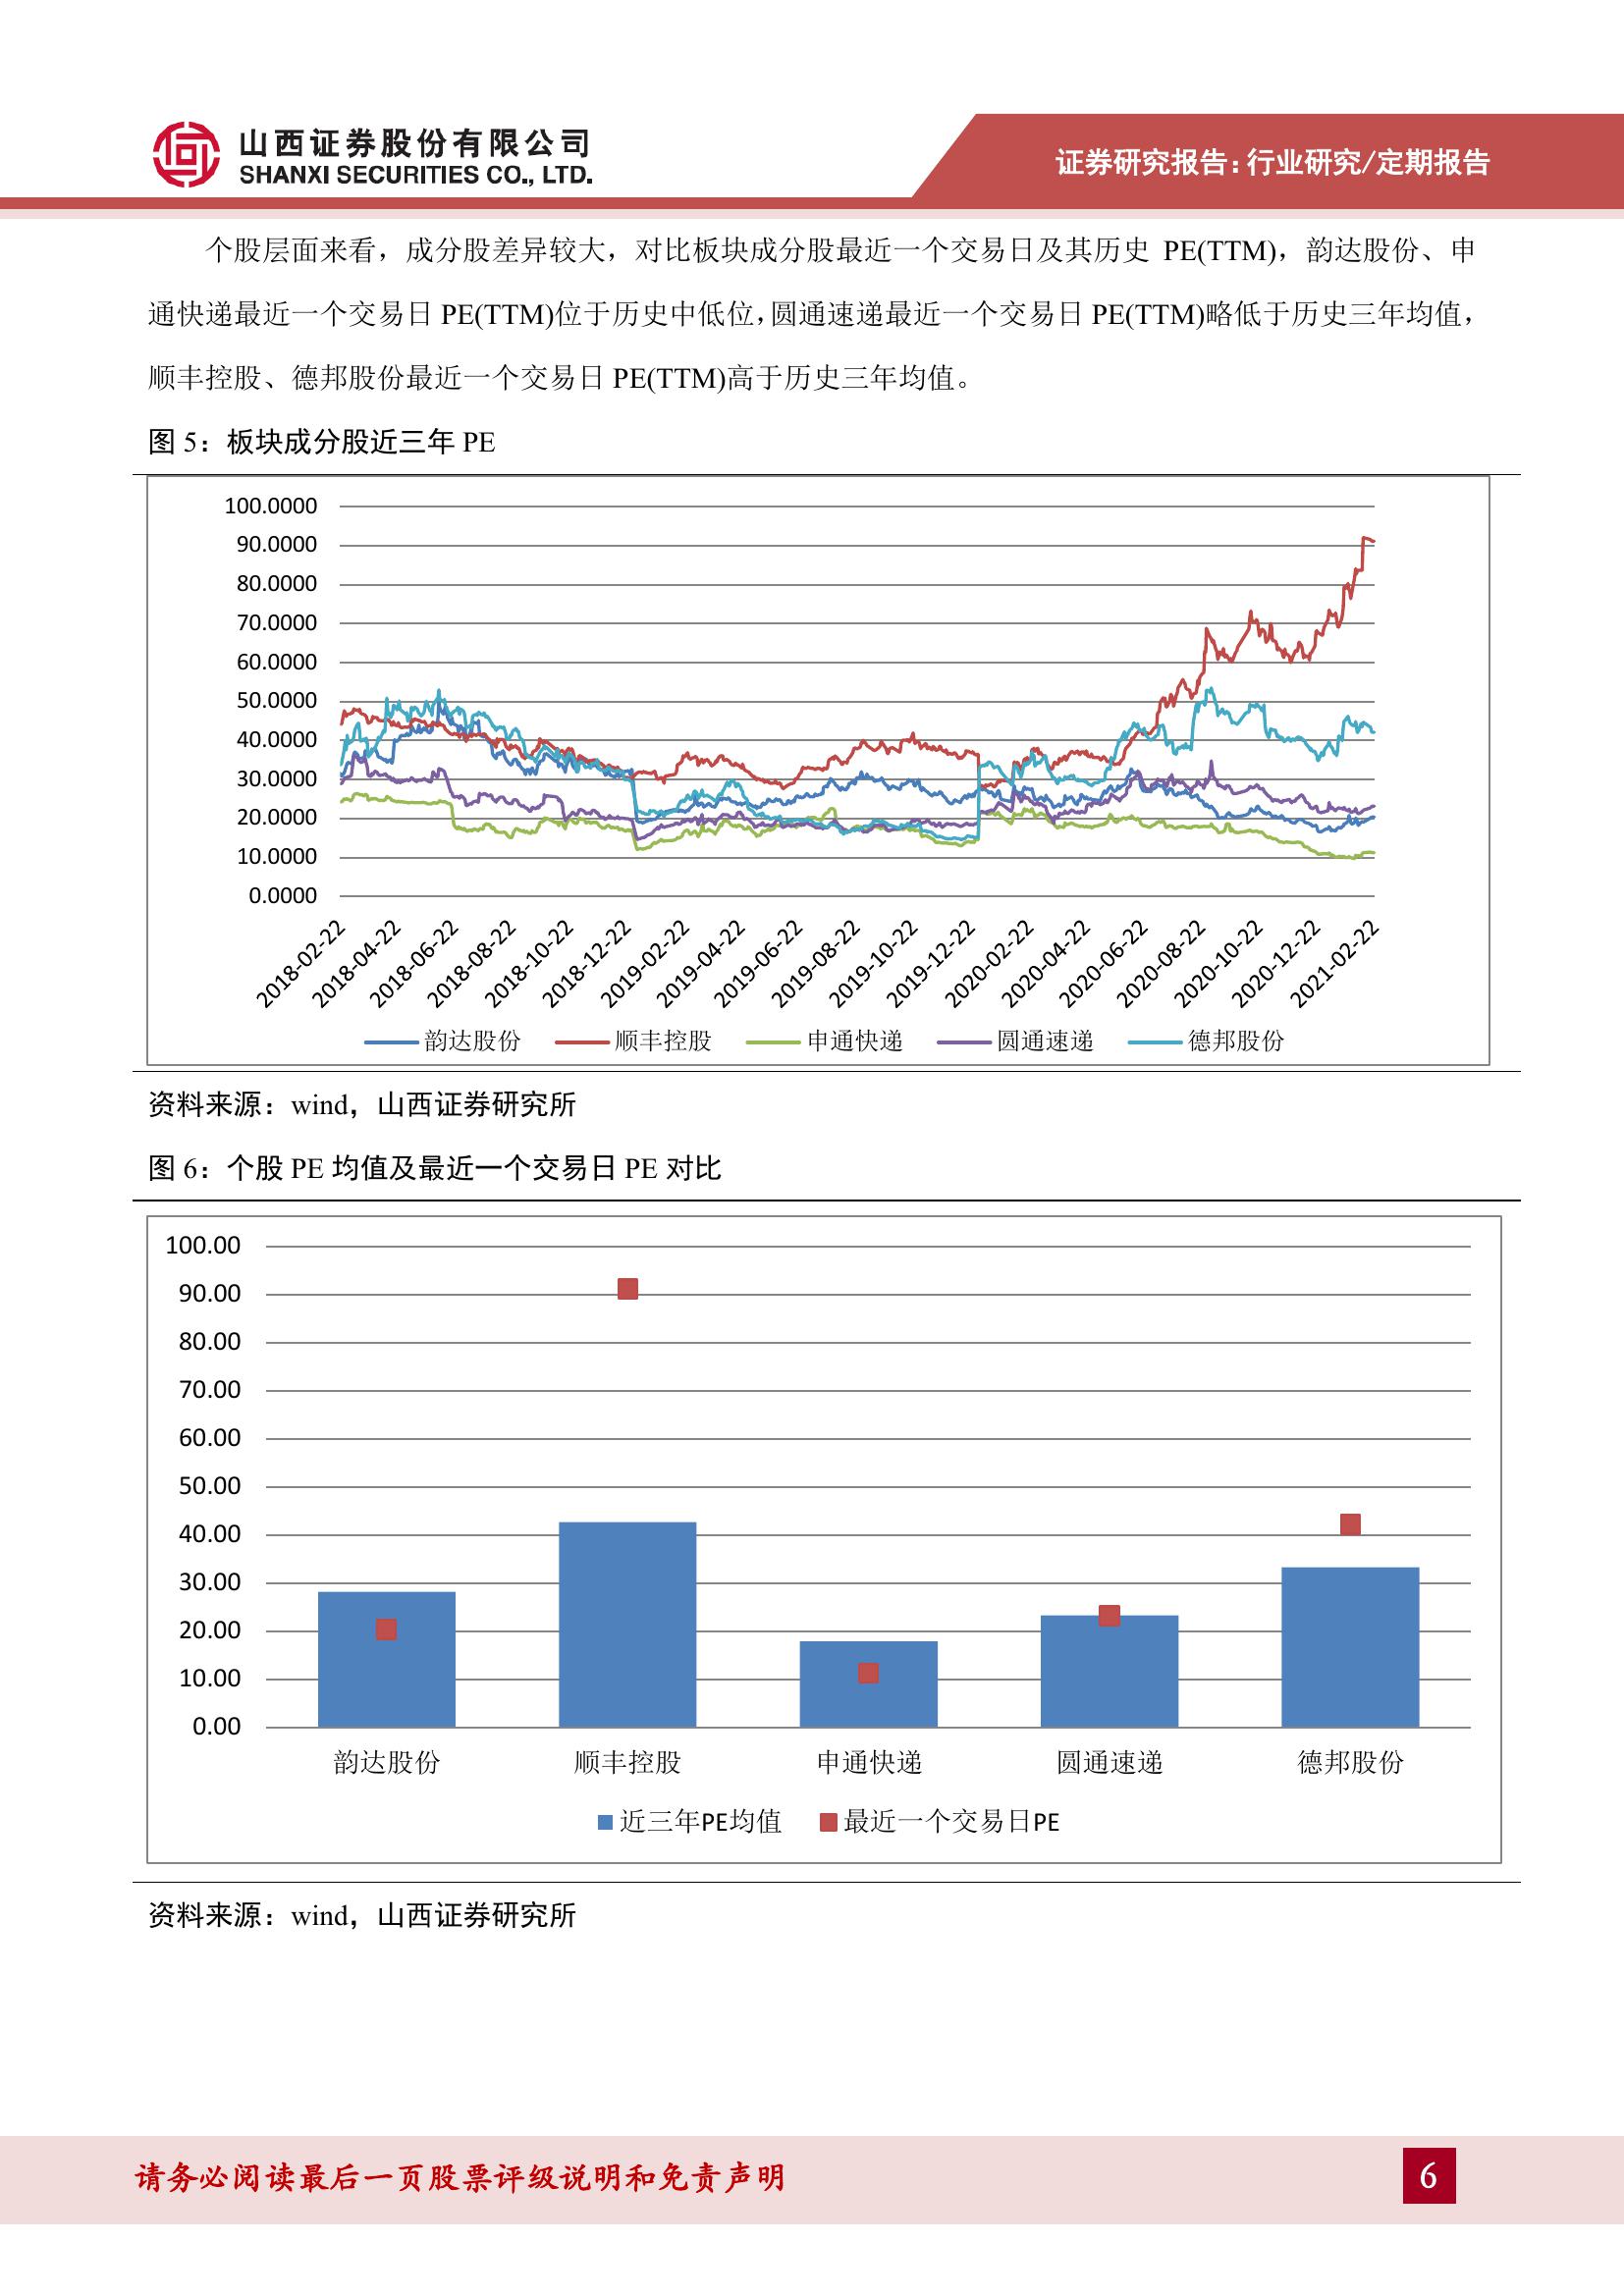 山西证券股份有限公司
SHANXI SECURITIES CO., LTD.
证券研究报告：行业研究/定期报告
个股层面来看，成分股差异较大，对比板块成分股最近一个交易日及其历史 PE(TTM)，韵达股份、申
通快递最近一个交易日 PE(TTM)位于历史中低位，圆通速递最近一个交易日 PE(TTM)略低于历史三年均值，
顺丰控股、德邦股份最近一个交易日 PE(TTM)高于历史三年均值。
图 5：板块成分股近三年 PE
100.0000
90.0000
80.0000
70.0000
60.0000
50.0000
40.0000
30.0000
20.0000
10.0000
0.0000
2018-02-22 2018-04-22 2018-06-22 2018-08-22 2018-10-22 2018-12-22 2019-02-22 2019-04-22 2019-06-22 2019-08-22 2019-10-22 2019-12-22 2020-02-22 2020-04-22 2020-06-22 2020-08-22 2020-10-22 2020-12-22 2021-02-22
韵达股份 顺丰控股 申通快递 圆通速递 德邦股份
资料来源：wind，山西证券研究所
图 6：个股 PE 均值及最近一个交易日 PE 对比
100.00
90.00
80.00
70.00
60.00
50.00
40.00
30.00
20.00
10.00
0.00
韵达股份 顺丰控股 申通快递 圆通速递 德邦股份
近三年PE均值 最近一个交易日PE
资料来源：wind，山西证券研究所
请务必阅读最后一页股票评级说明和免责声明
6